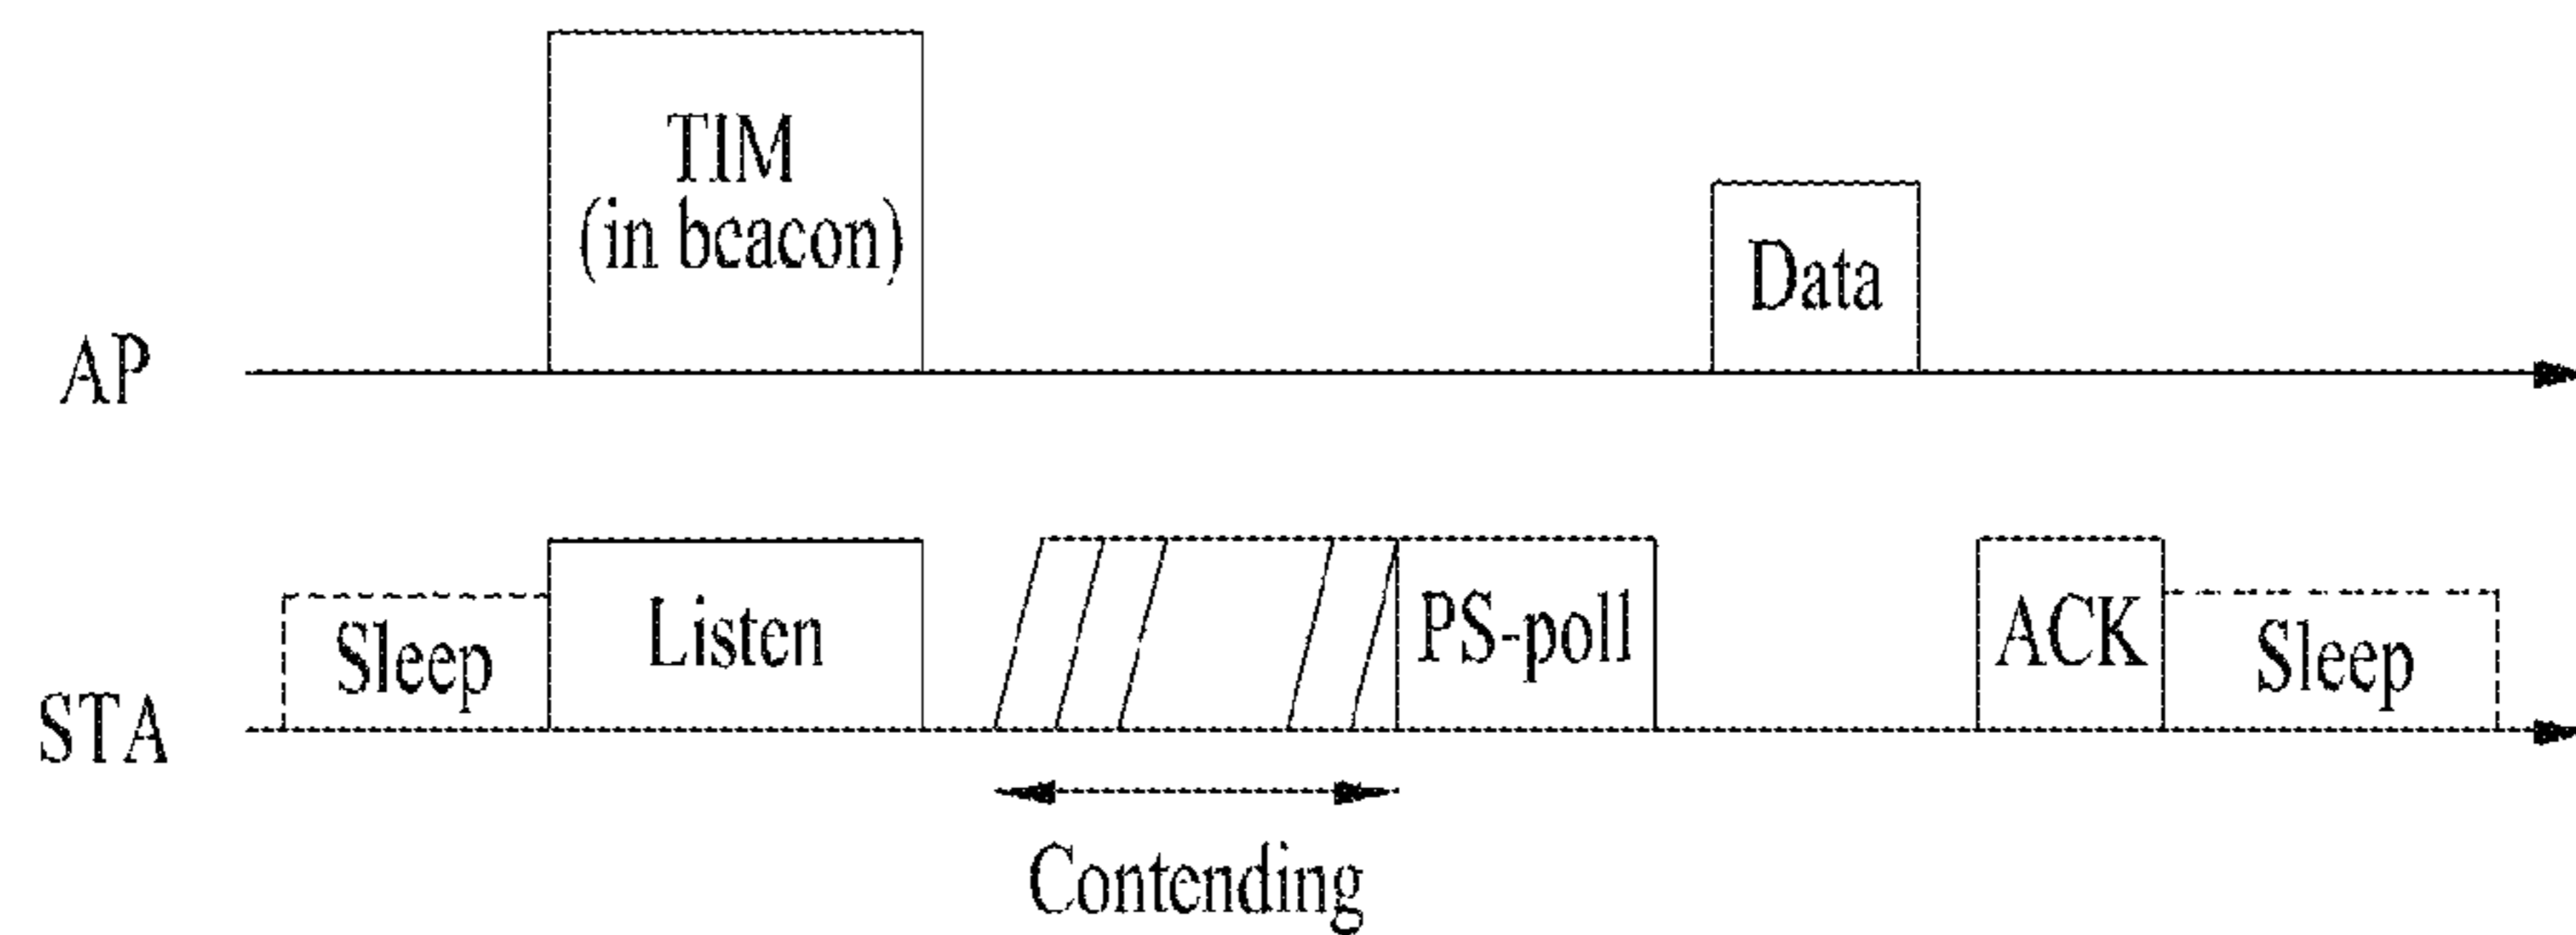 TIM
(in beacon)
Data
AP
Sleep
Listen
PS-poll
ACK
Sleep
STA
Contending